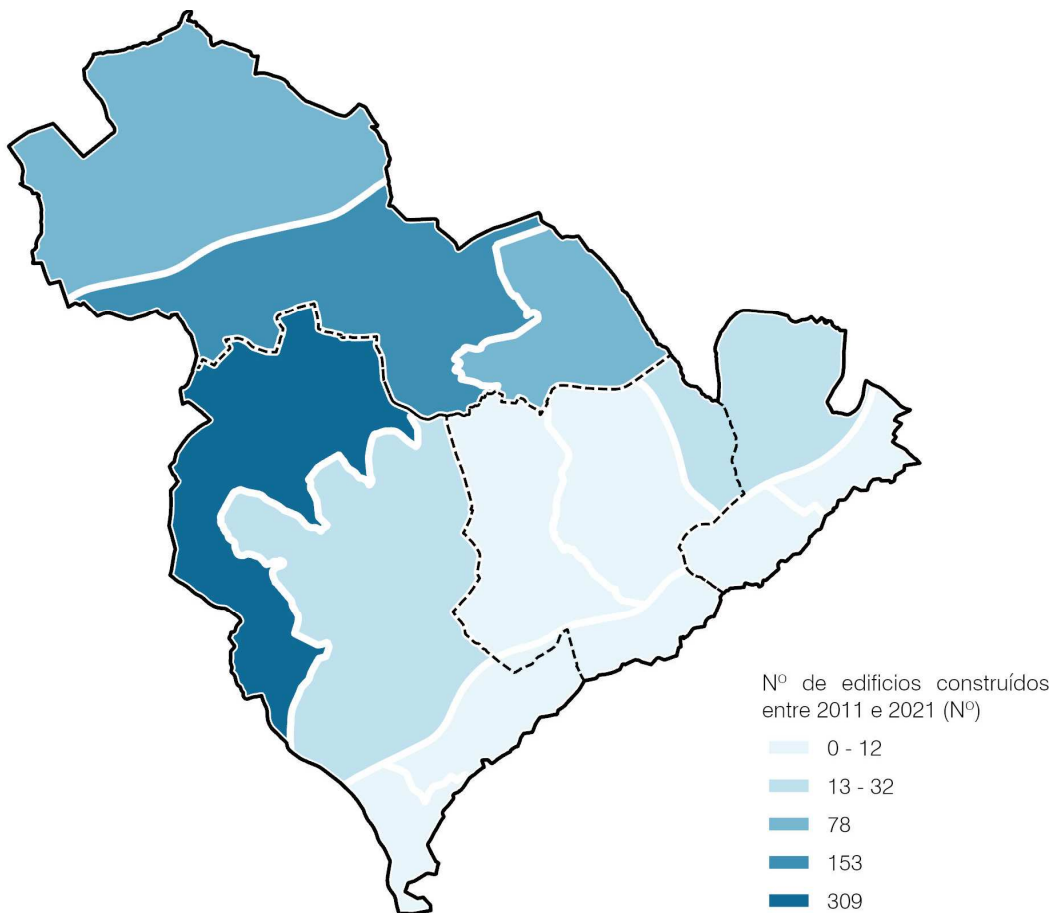 Nº de edificios construídos
entre 2011 e 2021 (Nº)
0 - 12
13 - 32
78
153
309